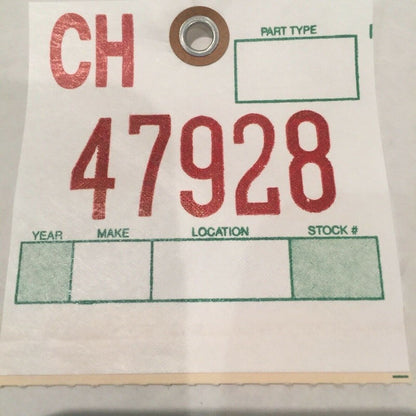 CH
PART TYPE
47928
YEAR MAKE LOCATION STOCK #